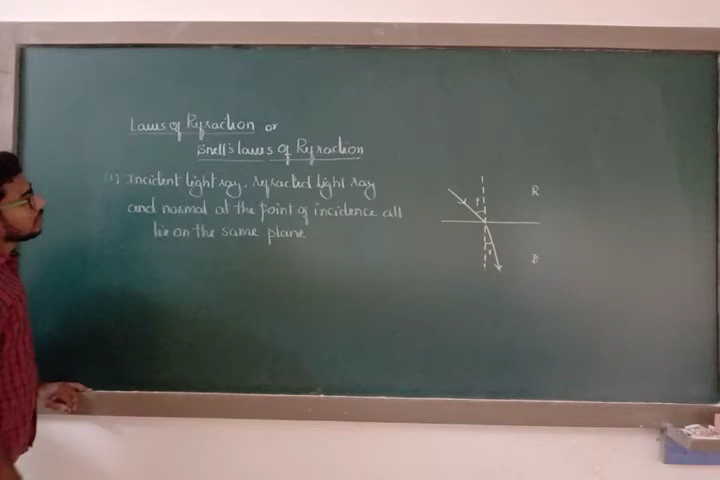 Laws of Refraction or
Snell's laws of Refraction
(1) Incident light ray, refracted light ray
and normal at the point of incidence all
lie on the same plane
i
R
r
D